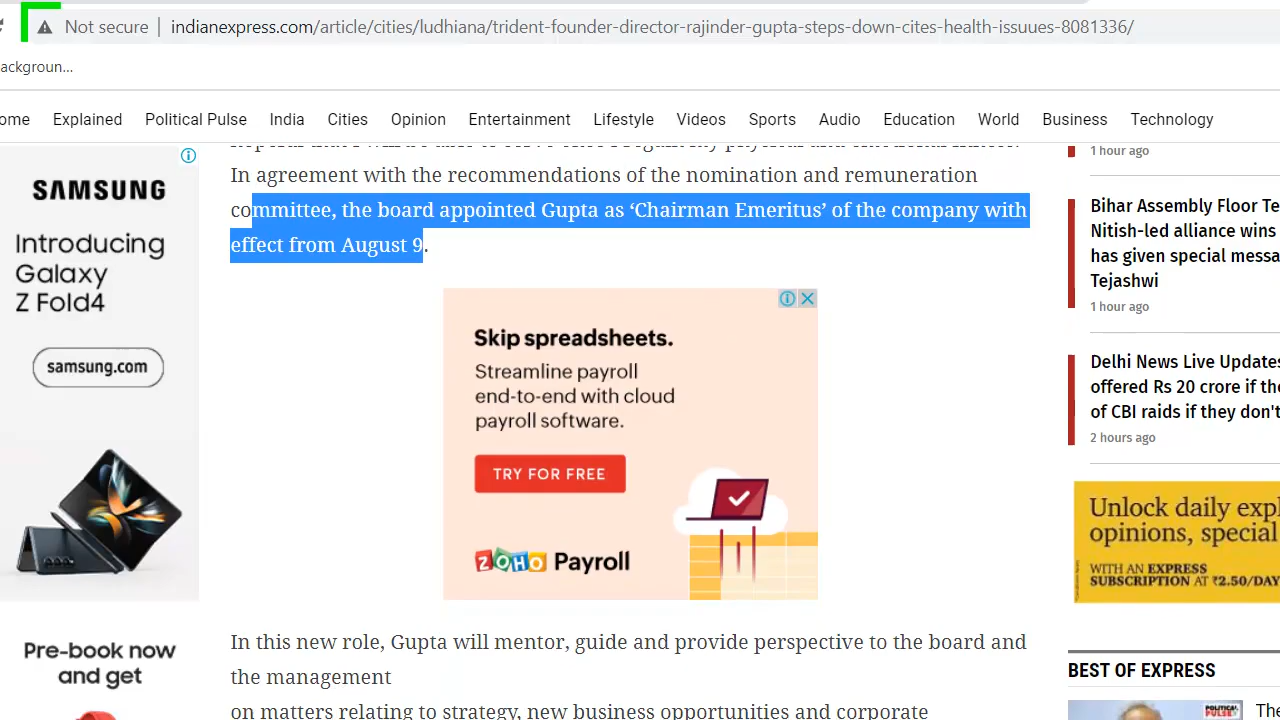 Not secure | indianexpress.com/article/cities/ludhiana/trident-founder-director-rajinder-gupta-steps-down-cites-health-issuues-8081336/
ackgroun...
ome Explained Political Pulse India Cities Opinion Entertainment Lifestyle Videos Sports Audio Education World Business Technology
In agreement with the recommendations of the nomination and remuneration
committee, the board appointed Gupta as ‘Chairman Emeritus’ of the company with
effect from August 9.
SAMSUNG
Introducing
Galaxy
Z Fold4
samsung.com
Pre-book now
and get
Skip spreadsheets.
Streamline payroll
end-to-end with cloud
payroll software.
TRY FOR FREE
ZOHO Payroll
In this new role, Gupta will mentor, guide and provide perspective to the board and
the management
on matters relating to strategy, new business opportunities and corporate
1 hour ago
Bihar Assembly Floor Te
Nitish-led alliance wins
has given special messa
Tejashwi
1 hour ago
Delhi News Live Updates
offered Rs 20 crore if the
of CBI raids if they don't
2 hours ago
Unlock daily expl
opinions, special
WITH AN EXPRESS
SUBSCRIPTION AT ₹2.50/DAY
BEST OF EXPRESS
POLITICAL
PULSE
The